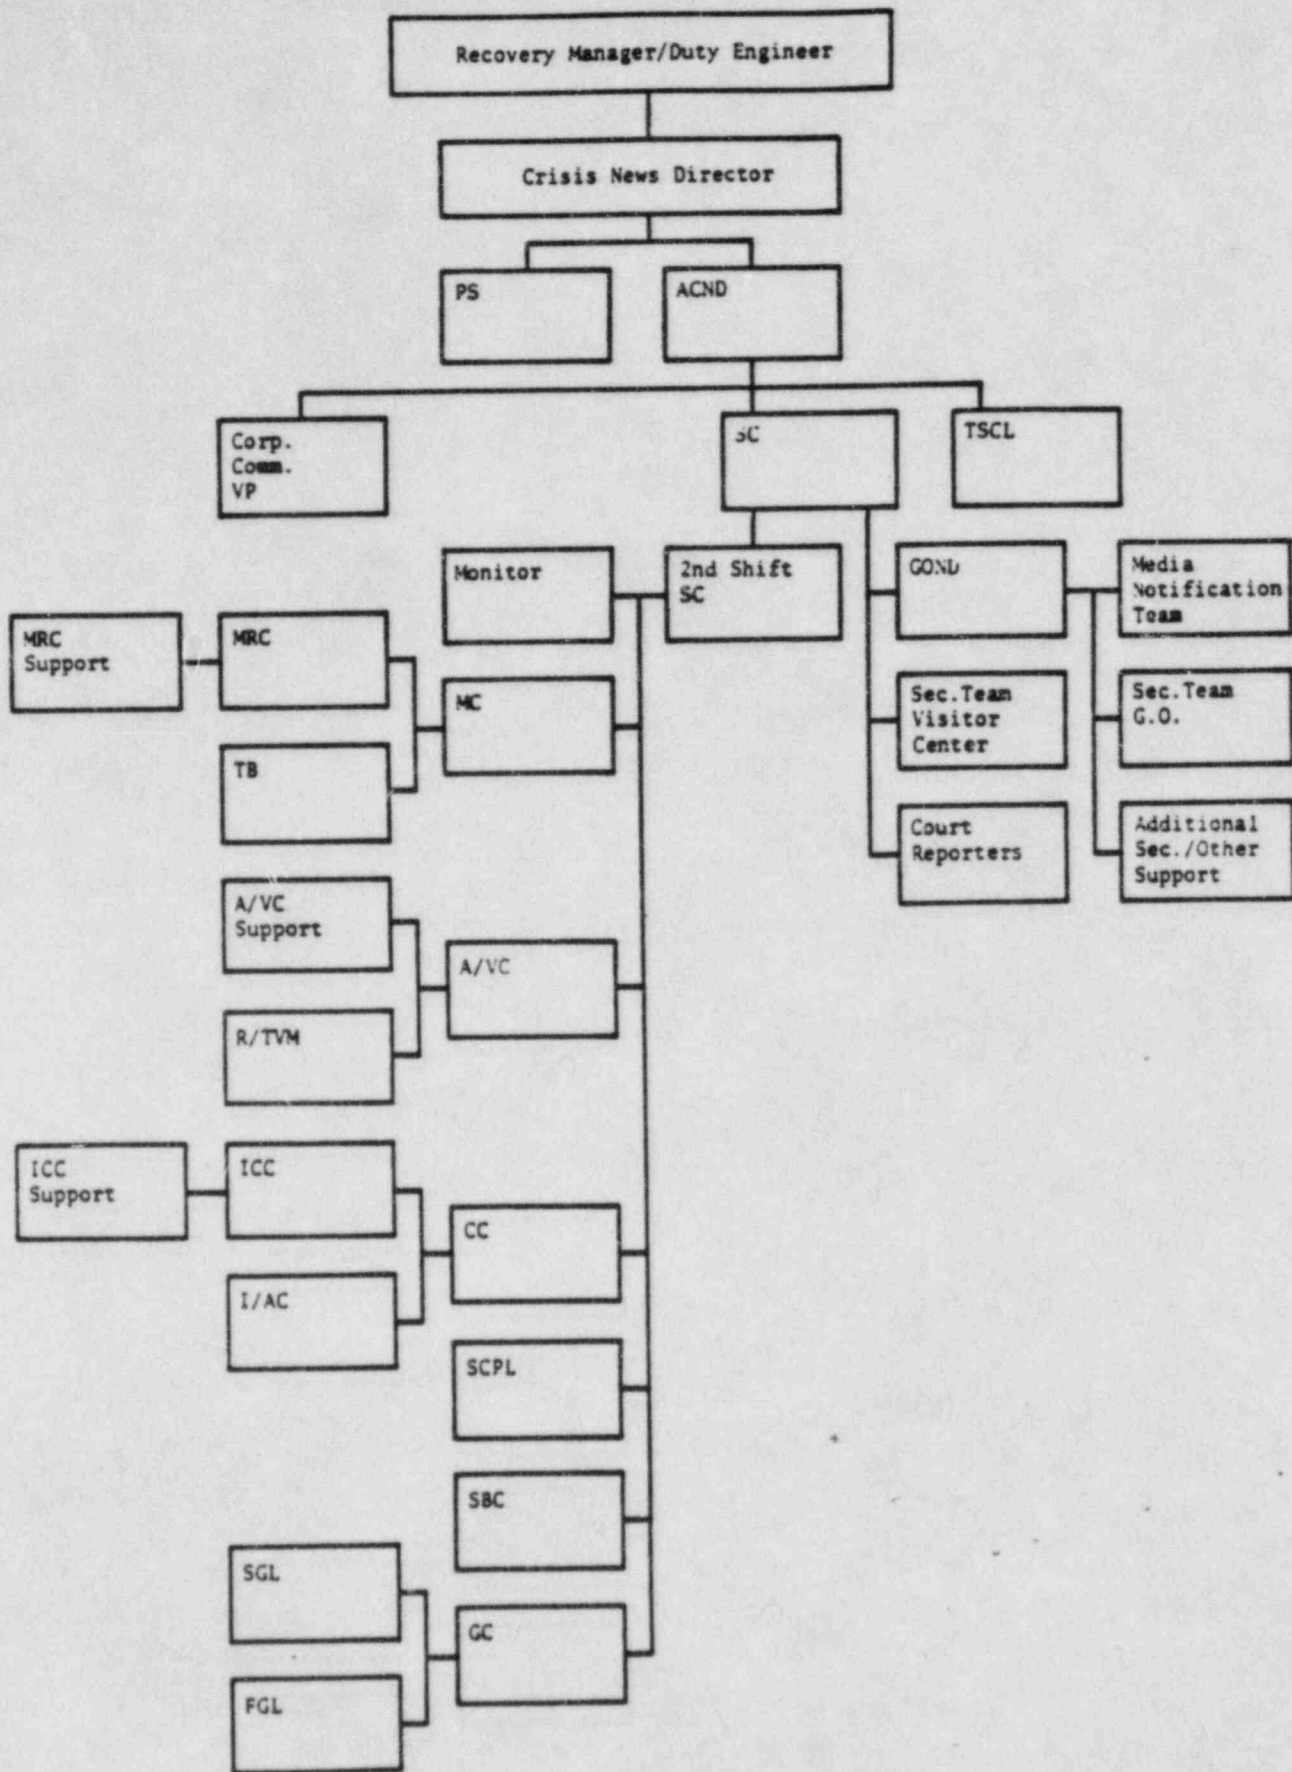 Recovery Manager/Duty Engineer
Crisis News Director
PS
ACND
Corp.
Comm.
VP
SC
TSCL
Monitor
2nd Shift
SC
GOND
Media
Notification
Team
MRC
Support
MRC
MC
Sec.Team
Visitor
Center
Sec.Team
G.O.
TB
Court
Reporters
Additional
Sec./Other
Support
A/VC
Support
A/VC
R/TVM
ICC
Support
ICC
CC
I/AC
SCPL
SBC
SGL
GC
FGL